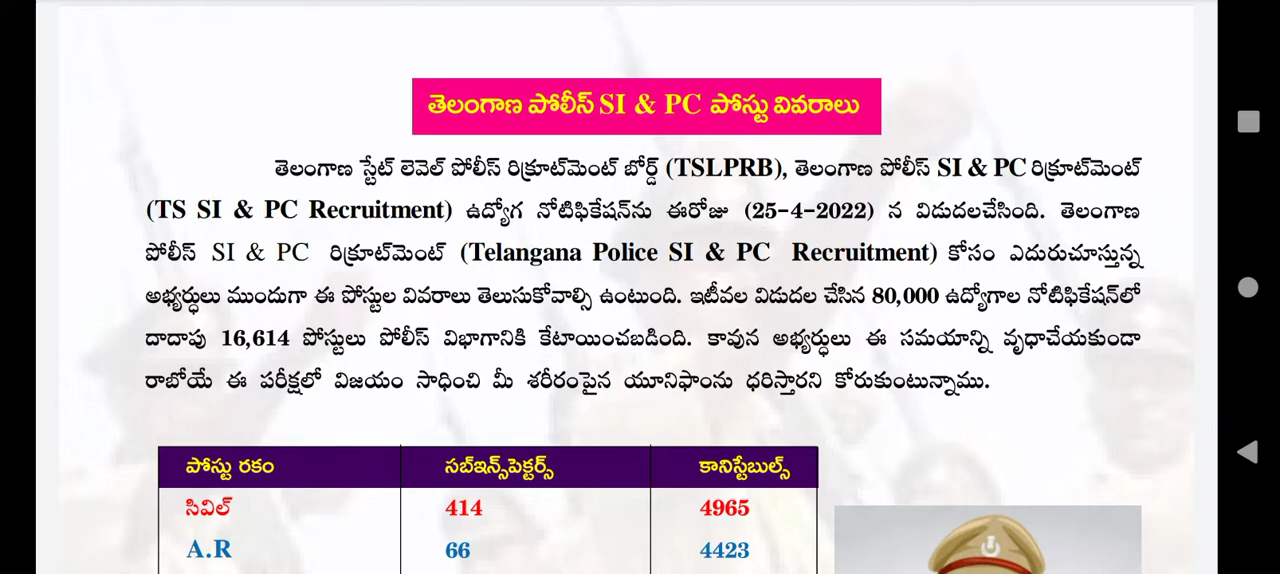 తెలంగాణ పోలీస్ SI & PC పోస్టు వివరాలు
తెలంగాణ స్టేట్ లెవెల్ పోలీస్ రిక్రూట్‌మెంట్ బోర్డ్ (TSLPRB), తెలంగాణ పోలీస్ SI & PC రిక్రూట్‌మెంట్
(TS SI & PC Recruitment) ఉద్యోగ నోటిఫికేషన్‌ను ఈరోజు (25-4-2022) న విడుదలచేసింది. తెలంగాణ
పోలీస్ SI & PC రిక్రూట్‌మెంట్ (Telangana Police SI & PC Recruitment) కోసం ఎదురుచూస్తున్న
అభ్యర్థులు ముందుగా ఈ పోస్టుల వివరాలు తెలుసుకోవాల్సి ఉంటుంది. ఇటీవల విడుదల చేసిన 80,000 ఉద్యోగాల నోటిఫికేషన్‌లో
దాదాపు 16,614 పోస్టులు పోలీస్ విభాగానికి కేటాయించబడింది. కావున అభ్యర్థులు ఈ సమయాన్ని వృధాచేయకుండా
రాబోయే ఈ పరీక్షలో విజయం సాధించి మీ శరీరంపైన యూనిఫాంను ధరిస్తారని కోరుకుంటున్నాము.
పోస్టు రకం సబ్‌ఇన్స్‌పెక్టర్స్ కానిస్టేబుల్స్
సివిల్ 414 4965
A.R 66 4423